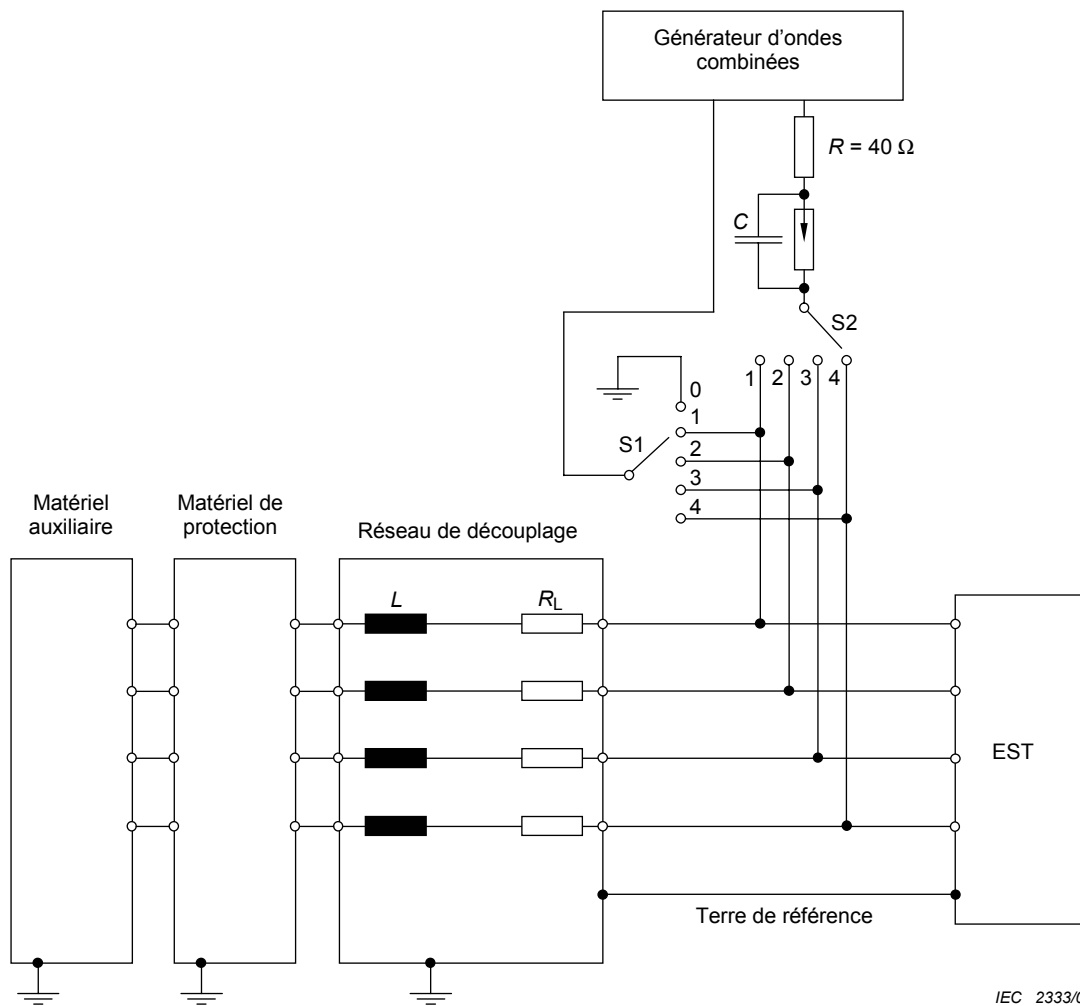 Générateur d'ondes
combinées
R = 40 Ω
C
S2
1 2 3 4
0
1
S1
2
3
4
Matériel
auxiliaire
Matériel de
protection
Réseau de découplage
L
RL
EST
Terre de référence
IEC 2333/0